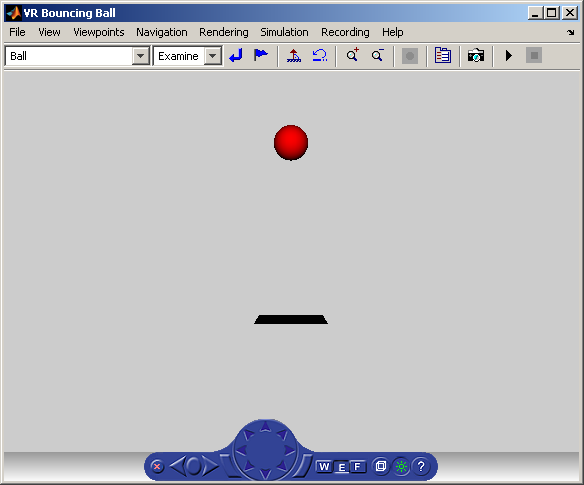 VR Bouncing Ball
File View Viewpoints Navigation Rendering Simulation Recording Help
Ball Examine
W E F ?